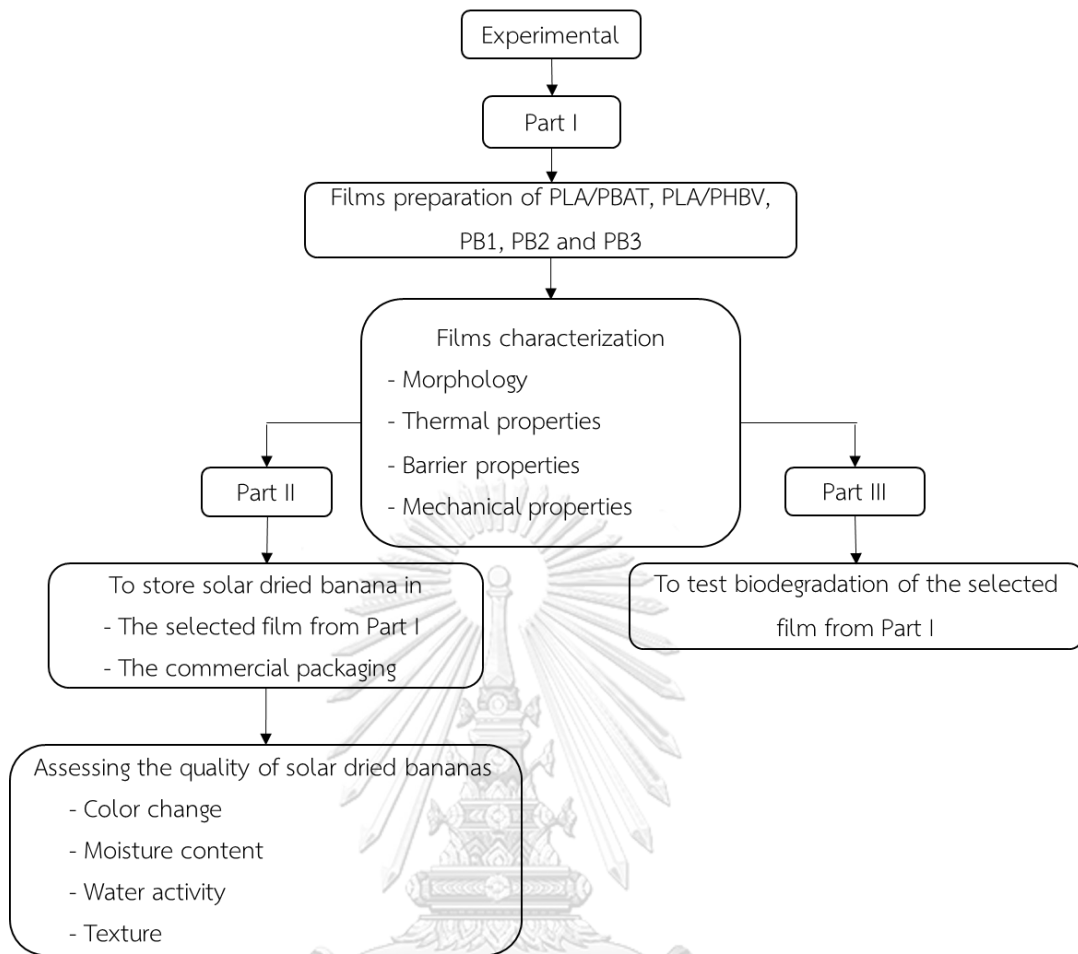 Experimental
Part I
Films preparation of PLA/PBAT, PLA/PHBV,
PB1, PB2 and PB3
Films characterization
- Morphology
- Thermal properties
- Barrier properties
- Mechanical properties
Part II
To store solar dried banana in
- The selected film from Part I
- The commercial packaging
Assessing the quality of solar dried bananas
- Color change
- Moisture content
- Water activity
- Texture
Part III
To test biodegradation of the selected
film from Part I